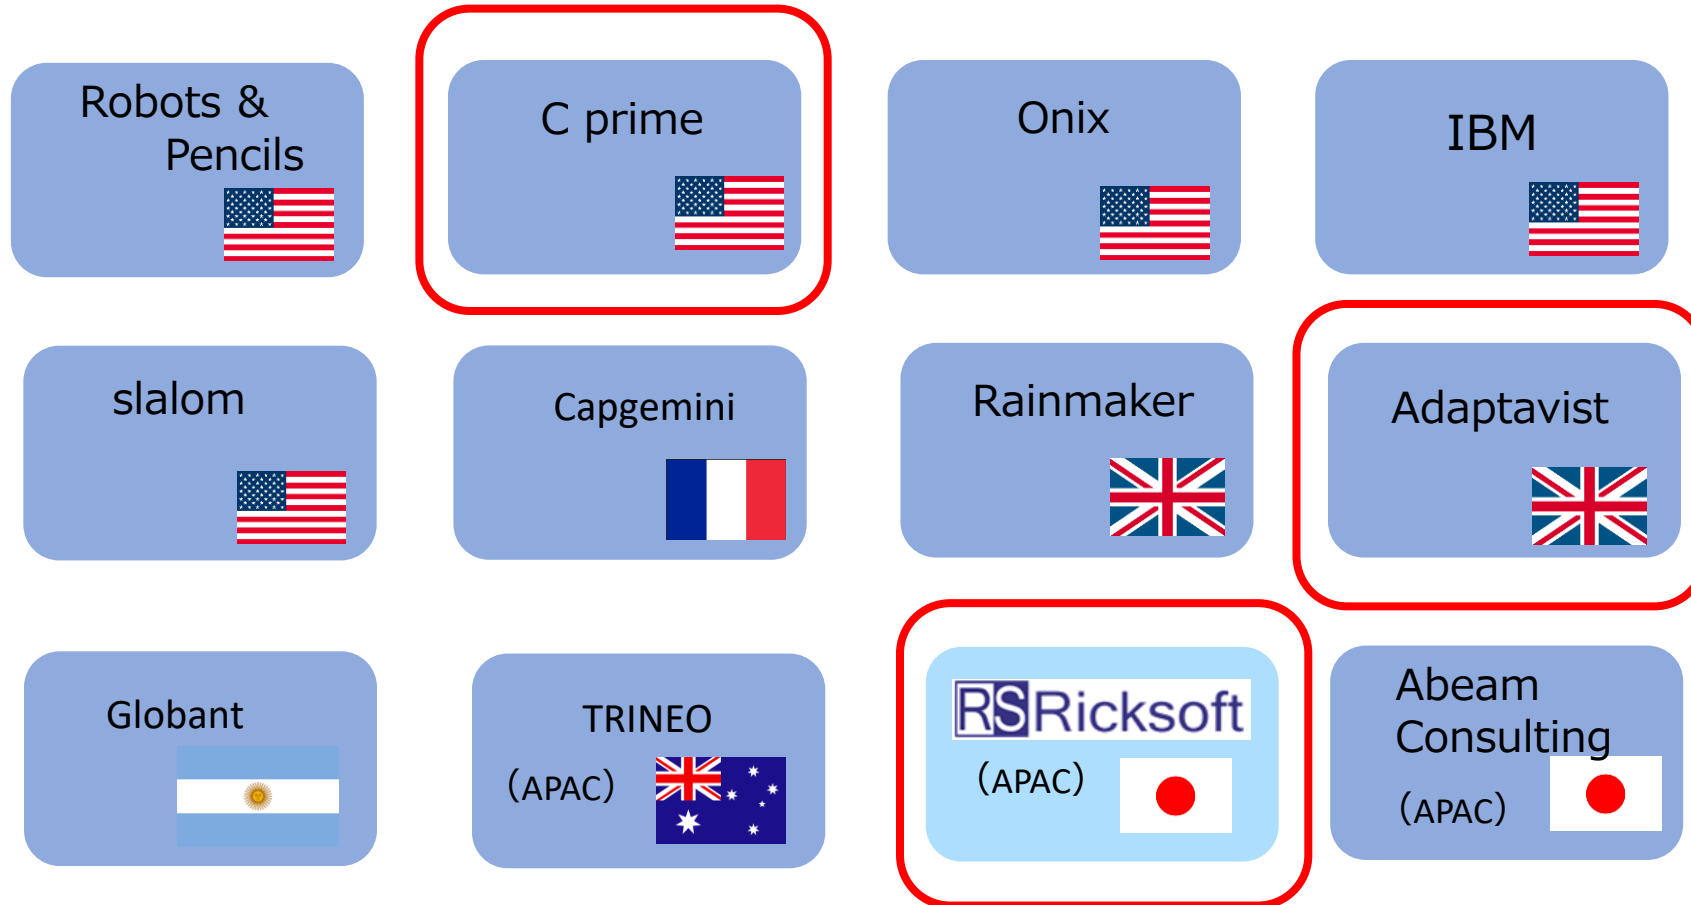 Robots &
Pencils
C prime
Onix
IBM
slalom
Capgemini
Rainmaker
Adaptavist
Globant
TRINEO
（APAC）
RSRicksoft
（APAC）
Abeam
Consulting
（APAC）